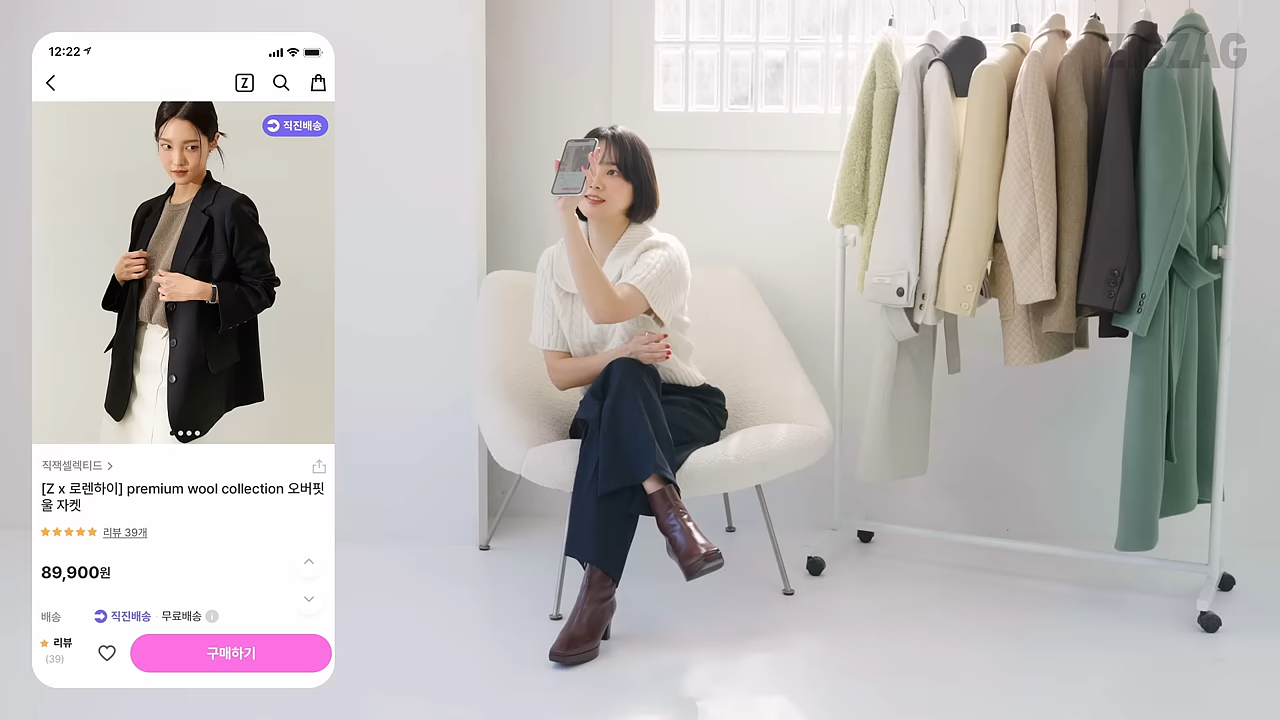 12:22
Z
직진배송
직잭셀렉티드
[Z x 로렌하이] premium wool collection 오버핏
울 자켓
리뷰 39개
89,900원
배송 직진배송 · 무료배송
리뷰
(39)
구매하기
ZIGZAG